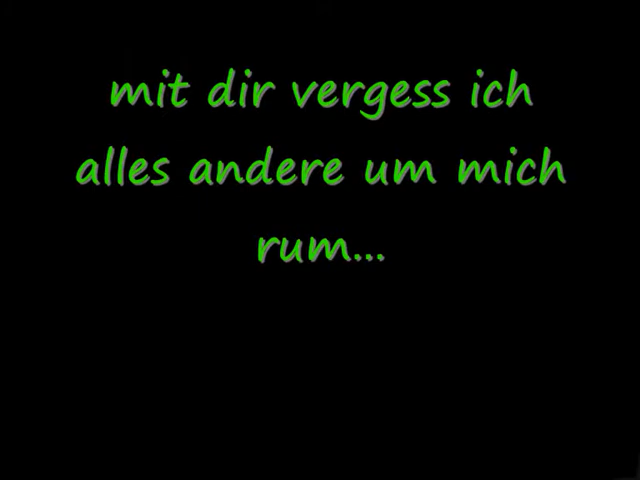 mit dir vergess ich
alles andere um mich
rum...